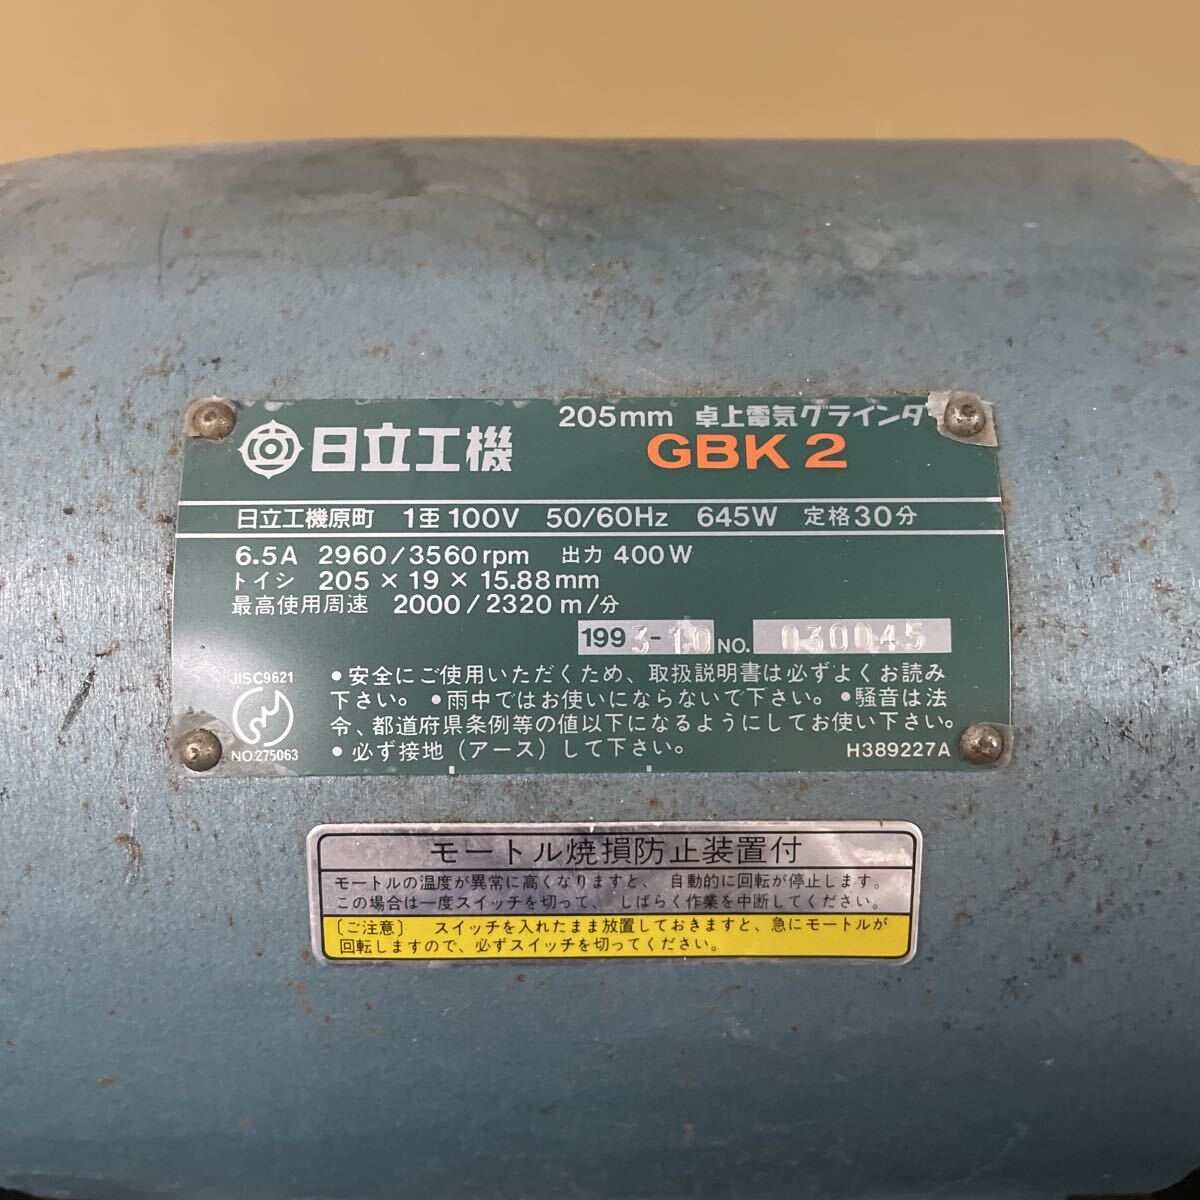 205mm 卓上電気グラインダ
日立工機 GBK 2
日立工機原町 1亜100V 50/60Hz 645W 定格30分
6.5A 2960/3560rpm 出力 400W
トイシ 205×19×15.88mm
最高使用周速 2000/2320m/分
1993-10 NO. 030045
JISC9621
NO.275063
•安全にご使用いただくため、取扱説明書は必ずよくお読み
下さい。•雨中ではお使いにならないで下さい。•騒音は法
令、都道府県条例等の値以下になるようにしてお使い下さい。
•必ず接地(アース)して下さい。
H389227A
モートル焼損防止装置付
モートルの温度が異常に高くなりますと、自動的に回転が停止します。
この場合は一度スイッチを切って、しばらく作業を中断してください。
〔ご注意〕 スイッチを入れたまま放置しておきますと、急にモートルが
回転しますので、必ずスイッチを切ってください。